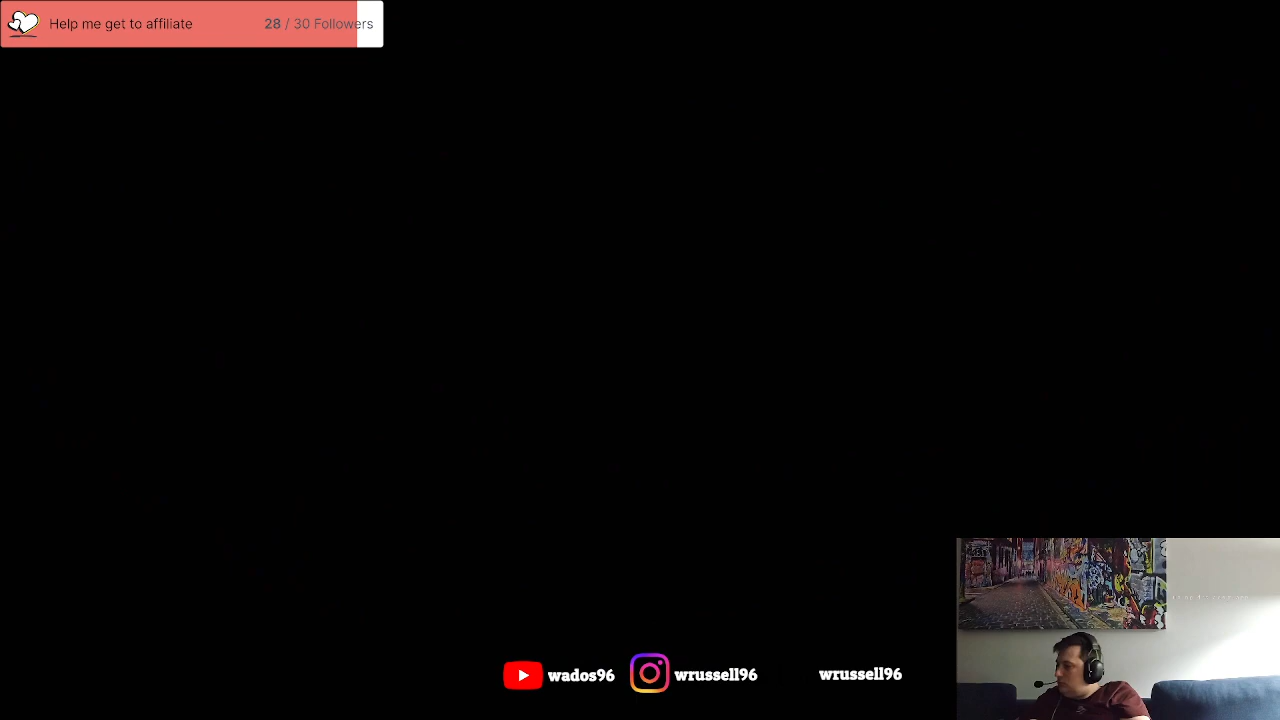 Help me get to affiliate 28 / 30 Followers
wados96 wrussell96 wrussell96